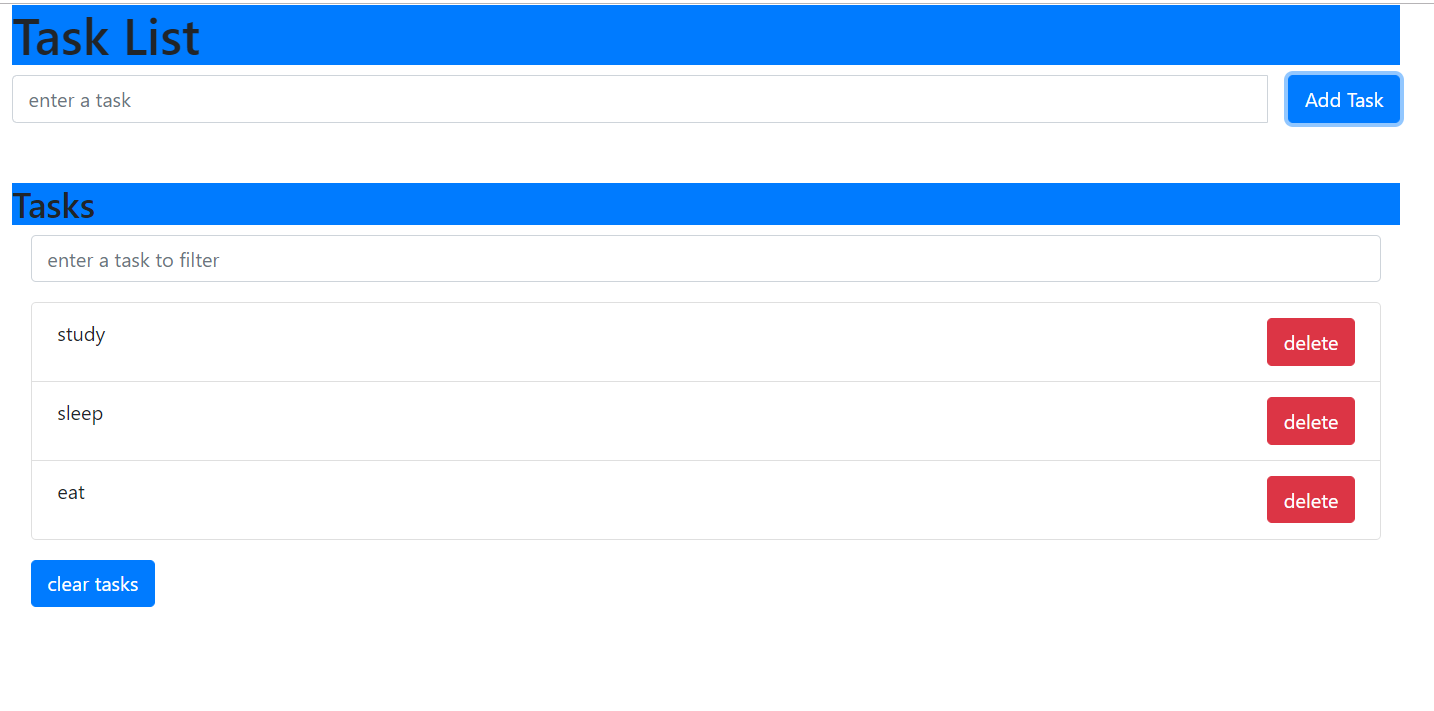 Task List
enter a task
Add Task
Tasks
enter a task to filter
study
delete
sleep
delete
eat
delete
clear tasks